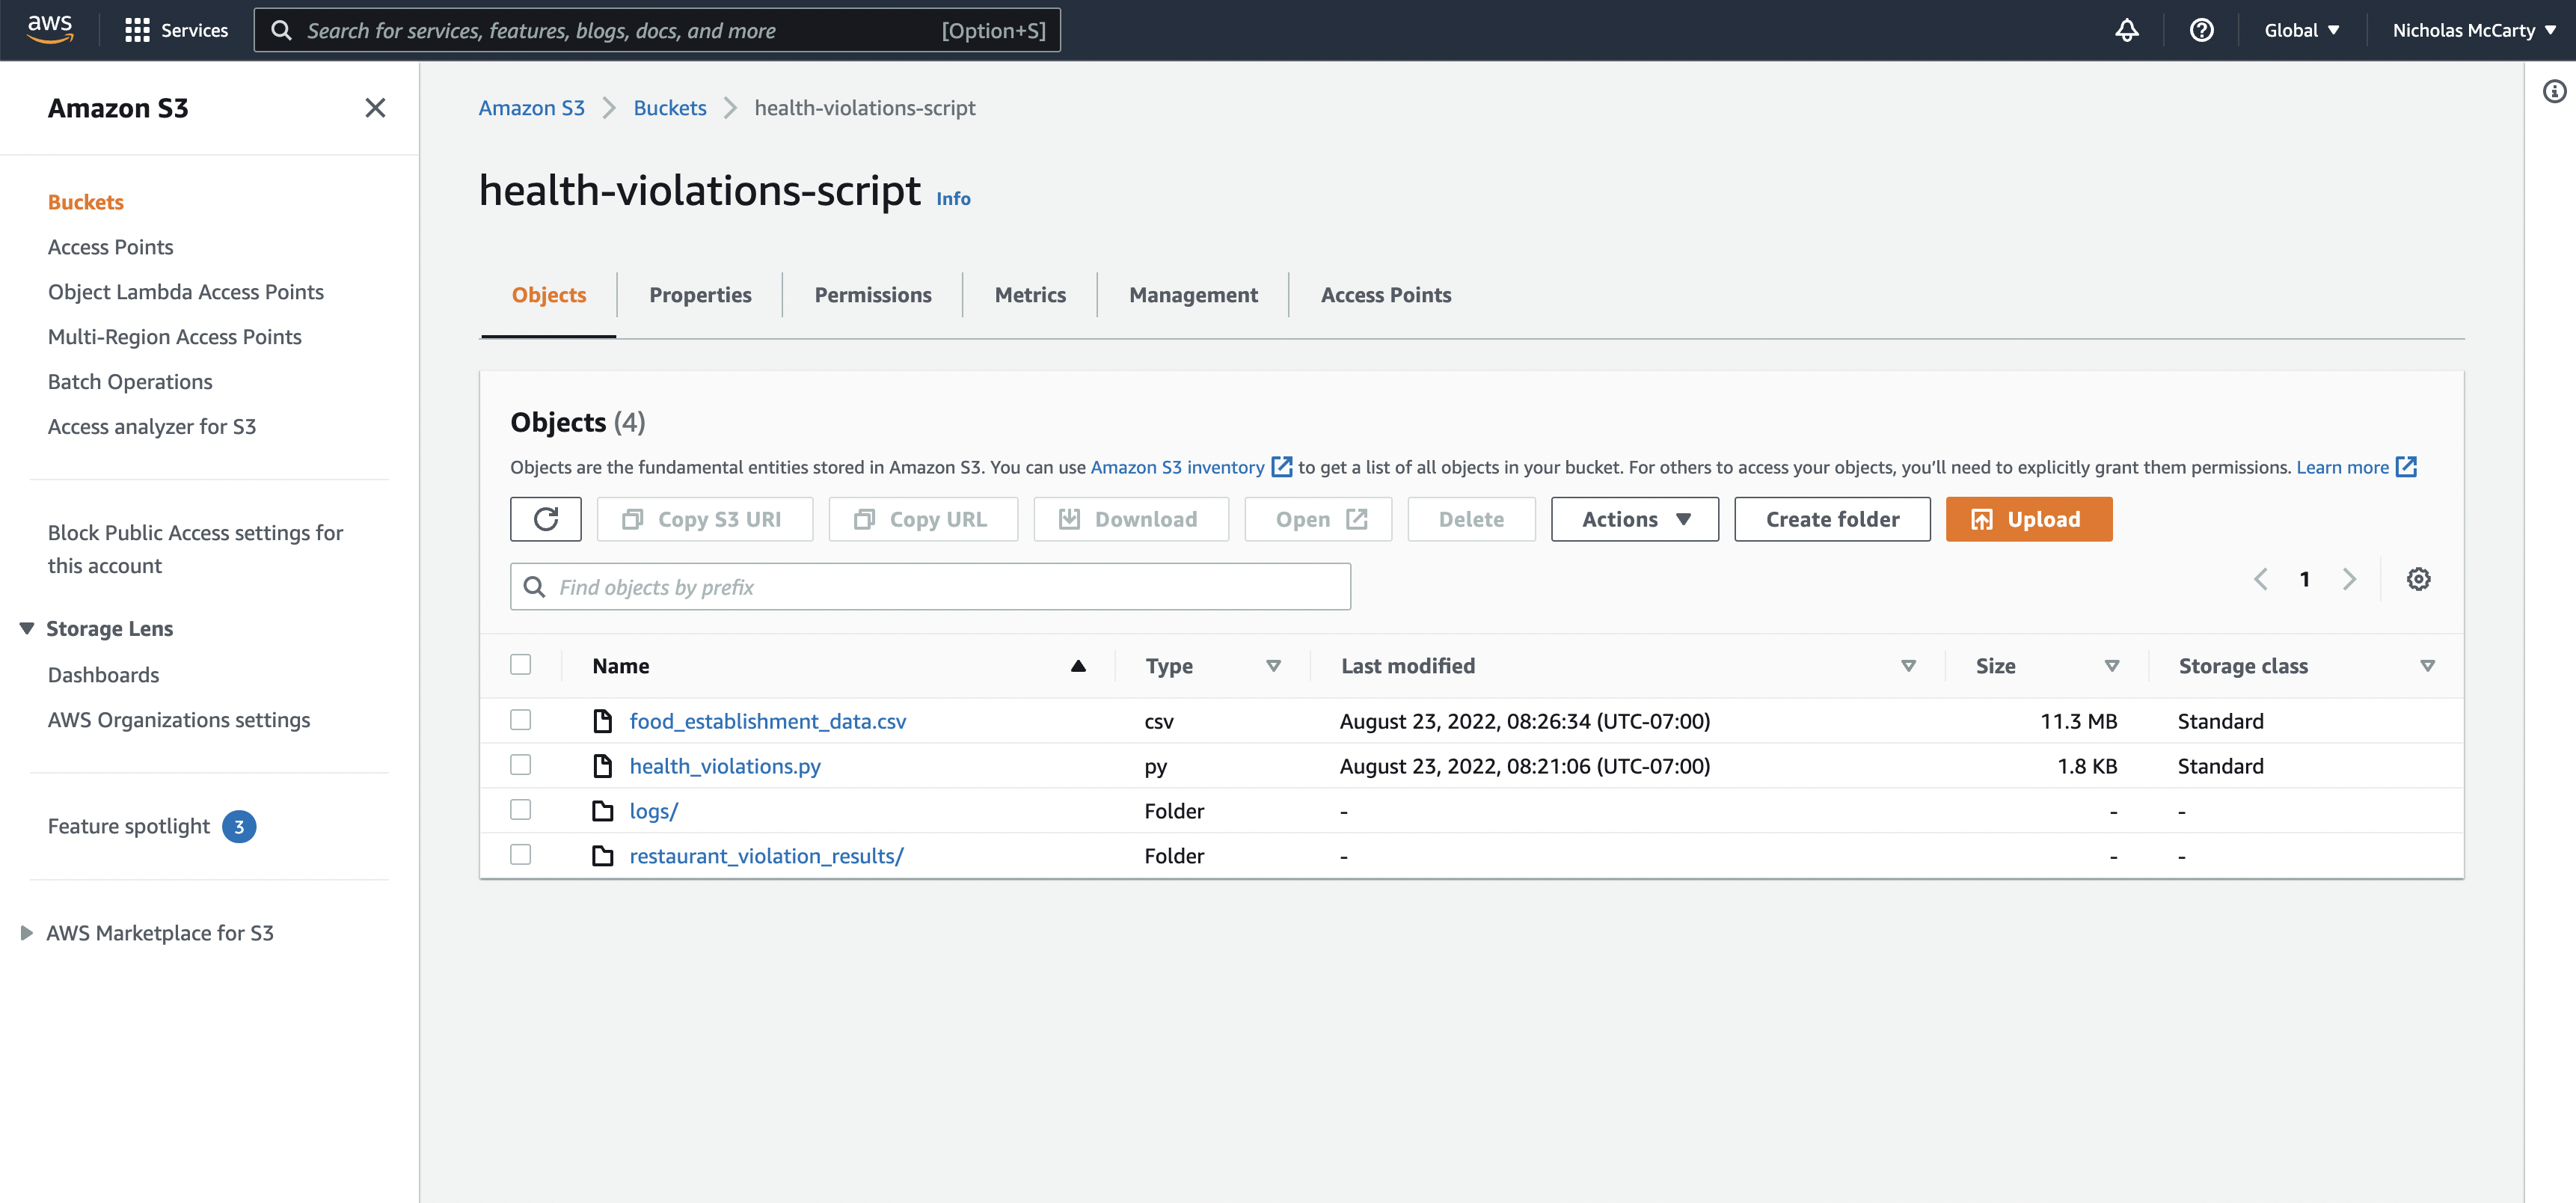 aws
Services
Search for services, features, blogs, docs, and more [Option+S]
Global
Nicholas McCarty
Amazon S3
Buckets
Access Points
Object Lambda Access Points
Multi-Region Access Points
Batch Operations
Access analyzer for S3
Block Public Access settings for
this account
Storage Lens
Dashboards
AWS Organizations settings
Feature spotlight 3
AWS Marketplace for S3
Amazon S3 Buckets health-violations-script
health-violations-script Info
Objects Properties Permissions Metrics Management Access Points
Objects (4)
Objects are the fundamental entities stored in Amazon S3. You can use Amazon S3 inventory to get a list of all objects in your bucket. For others to access your objects, you'll need to explicitly grant them permissions. Learn more
Copy S3 URI Copy URL Download Open Delete Actions Create folder Upload
Find objects by prefix
1
Name Type Last modified Size Storage class
food_establishment_data.csv csv August 23, 2022, 08:26:34 (UTC-07:00) 11.3 MB Standard
health_violations.py py August 23, 2022, 08:21:06 (UTC-07:00) 1.8 KB Standard
logs/ Folder - - -
restaurant_violation_results/ Folder - - -